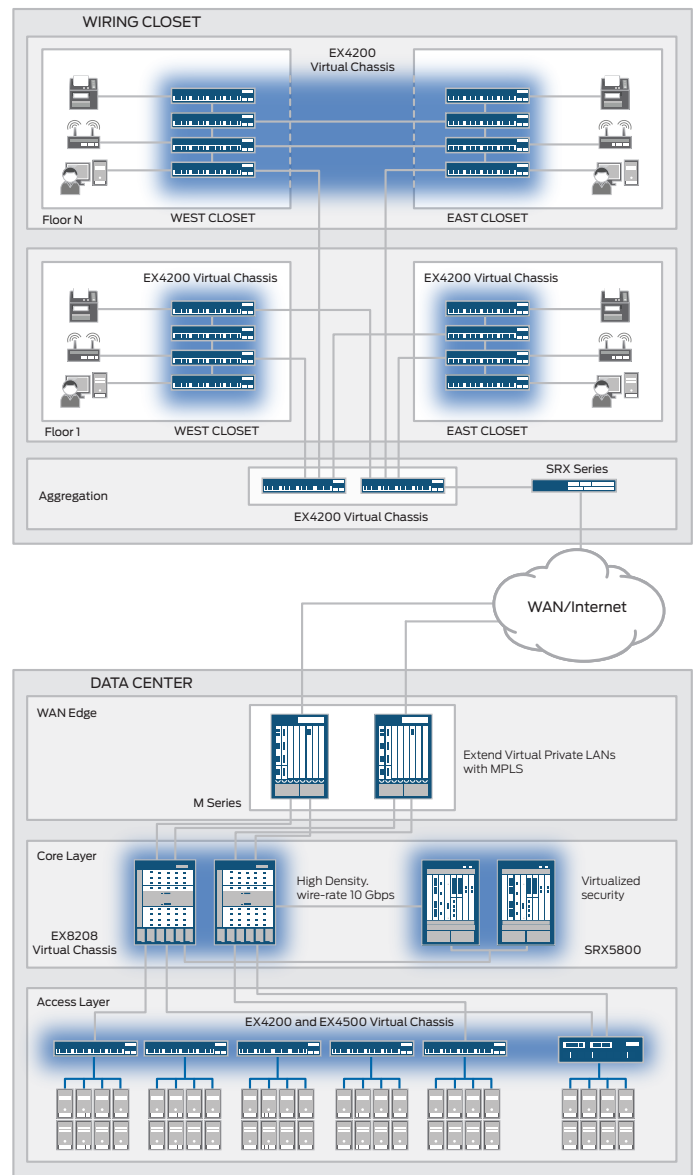 WIRING CLOSET
EX4200
Virtual Chassis
Floor N
WEST CLOSET
EAST CLOSET
EX4200 Virtual Chassis
EX4200 Virtual Chassis
Floor 1
WEST CLOSET
EAST CLOSET
Aggregation
SRX Series
EX4200 Virtual Chassis
WAN/Internet
DATA CENTER
WAN Edge
Extend Virtual Private LANs
with MPLS
M Series
Core Layer
High Density.
wire-rate 10 Gbps
Virtualized
security
EX8208
Virtual Chassis
SRX5800
Access Layer
EX4200 and EX4500 Virtual Chassis